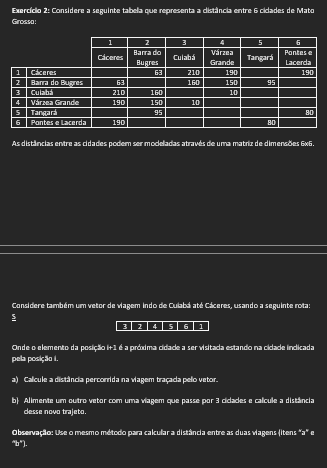 Exercício 2: Considere a seguinte tabela que representa a distância entre 6 cidades de Mato
Grosso:
1 2 3 4 5 6
Cáceres Barra do Bugres Cuiabá Várzea Grande Tangará Pontes e Lacerda
1 Cáceres 63 210 190 190
2 Barra do Bugres 63 160 150 95
3 Cuiabá 210 160 10
4 Várzea Grande 190 150 10
5 Tangará 95 80
6 Pontes e Lacerda 190 80
As distâncias entre as cidades podem ser modeladas através de uma matriz de dimensões 6x6.
Considere também um vetor de viagem indo de Cuiabá até Cáceres, usando a seguinte rota:
5
3 2 4 5 6 1
Onde o elemento da posição i+1 é a próxima cidade a ser visitada estando na cidade indicada
pela posição i.
a) Calcule a distância percorrida na viagem traçada pelo vetor.
b) Alimente um outro vetor com uma viagem que passe por 3 cidades e calcule a distância
desse novo trajeto.
Observação: Use o mesmo método para calcular a distância entre as duas viagens (itens "a" e
"b").